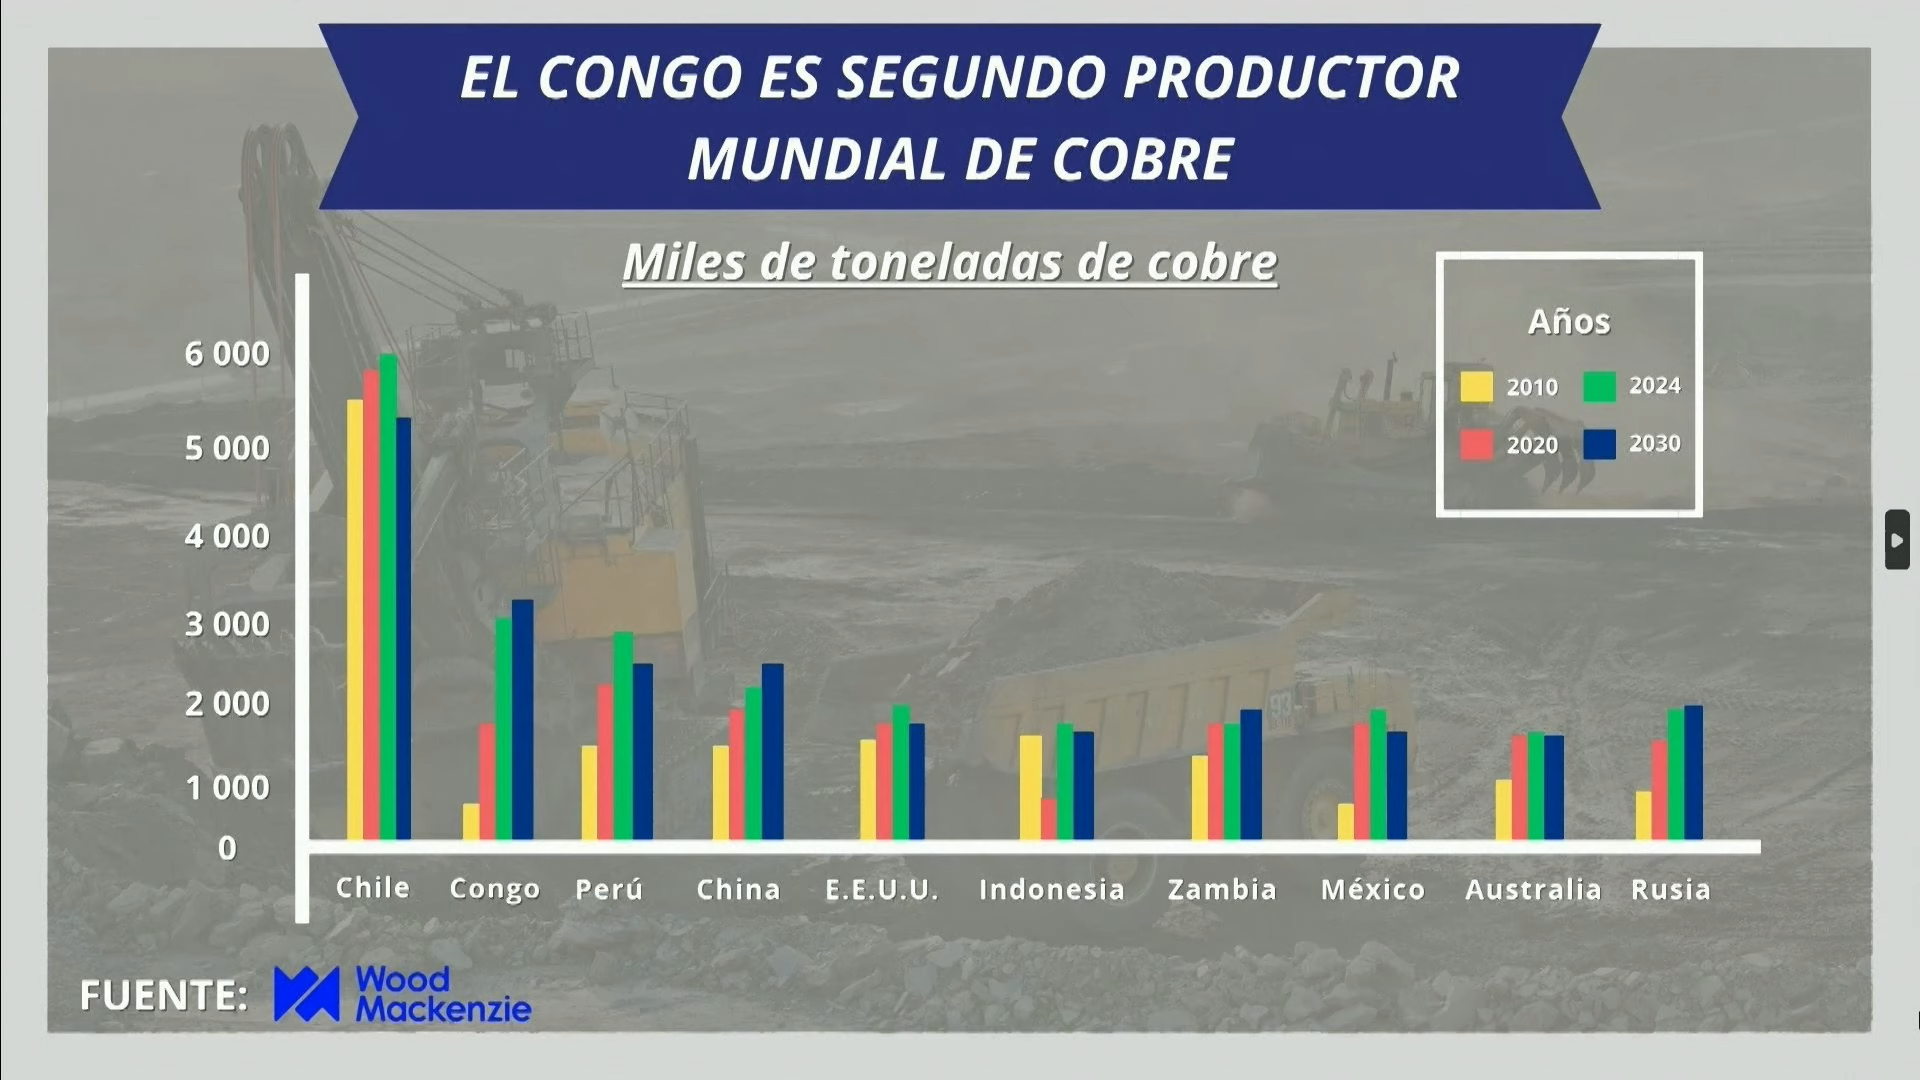 EL CONGO ES SEGUNDO PRODUCTOR
MUNDIAL DE COBRE
Miles de toneladas de cobre
Años
2010
2024
2020
2030
6 000
5 000
4 000
3 000
2 000
1 000
0
Chile
Congo
Perú
China
E.E.U.U.
Indonesia
Zambia
México
Australia
Rusia
FUENTE:
Wood
Mackenzie